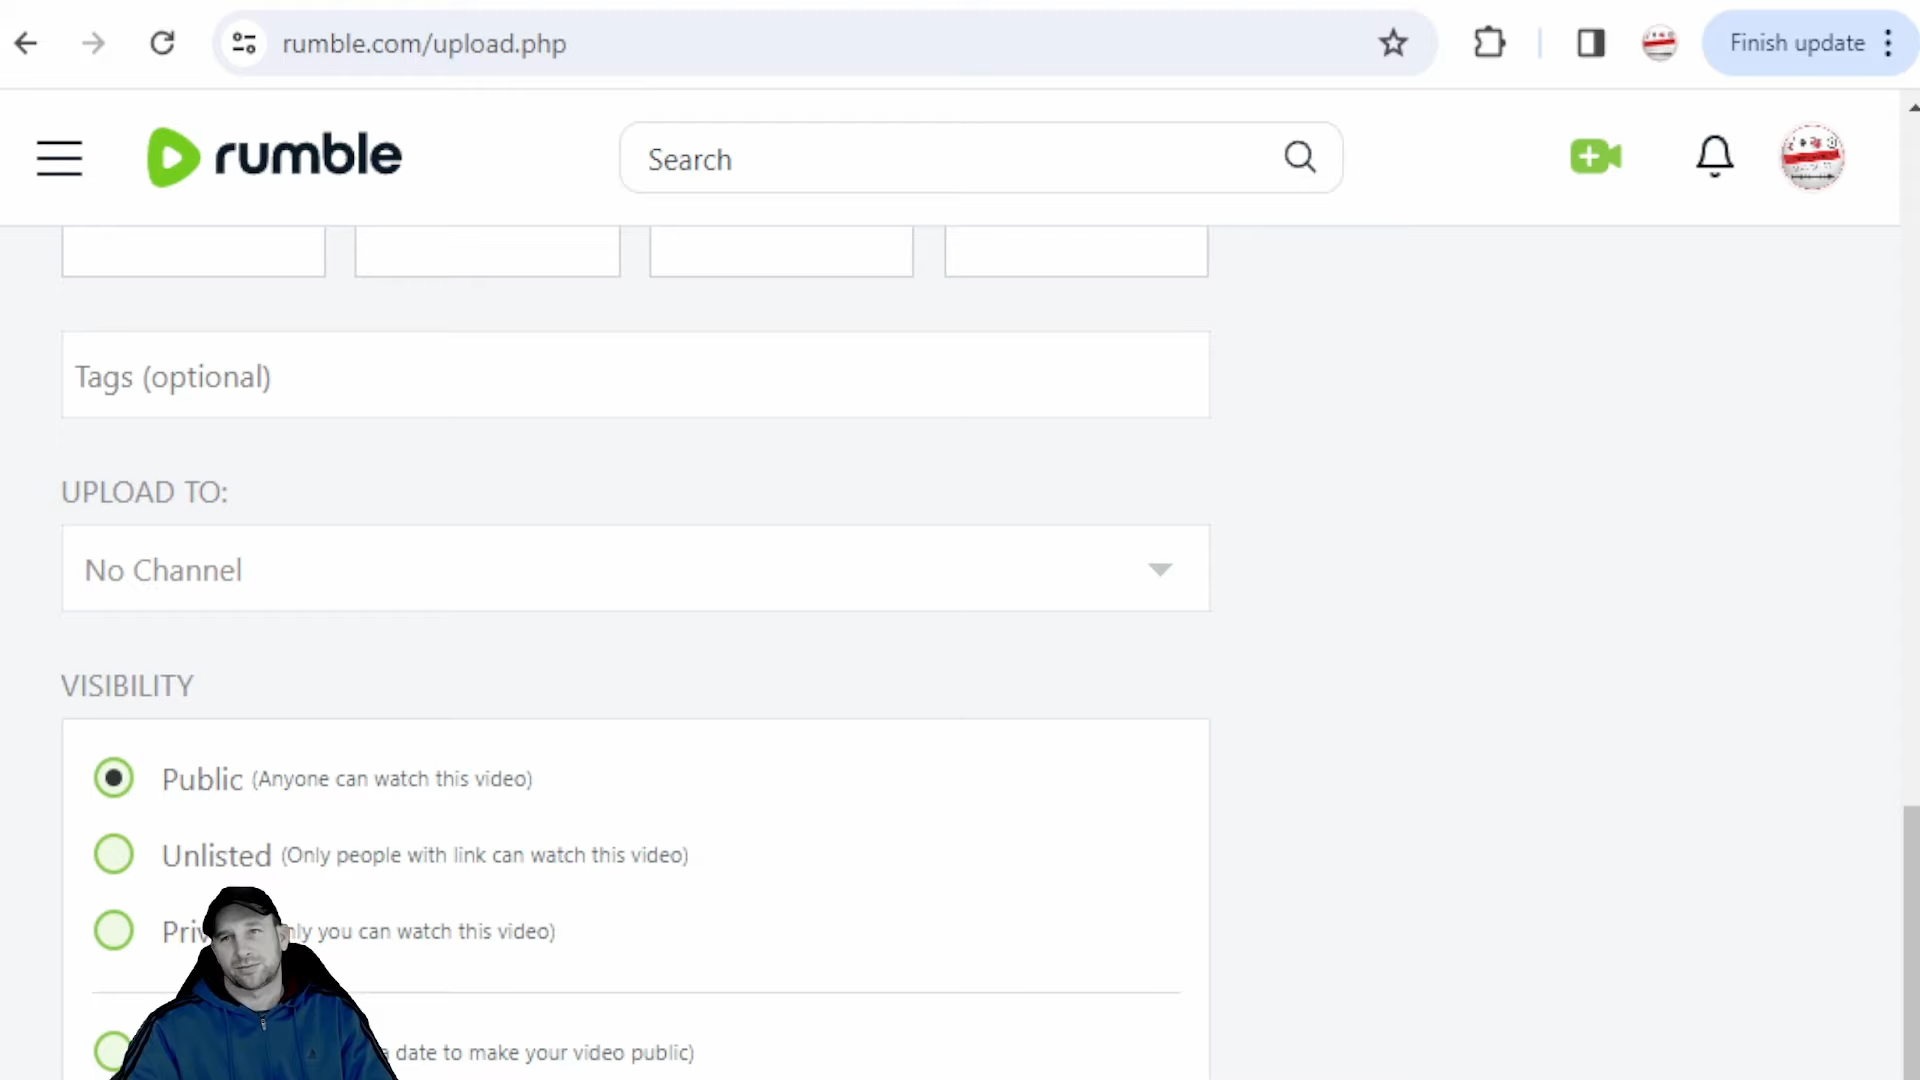 rumble.com/upload.php
Finish update
rumble
Search
Tags (optional)
UPLOAD TO:
No Channel
VISIBILITY
Public (Anyone can watch this video)
Unlisted (Only people with link can watch this video)
you can watch this video)
date to make your video public)